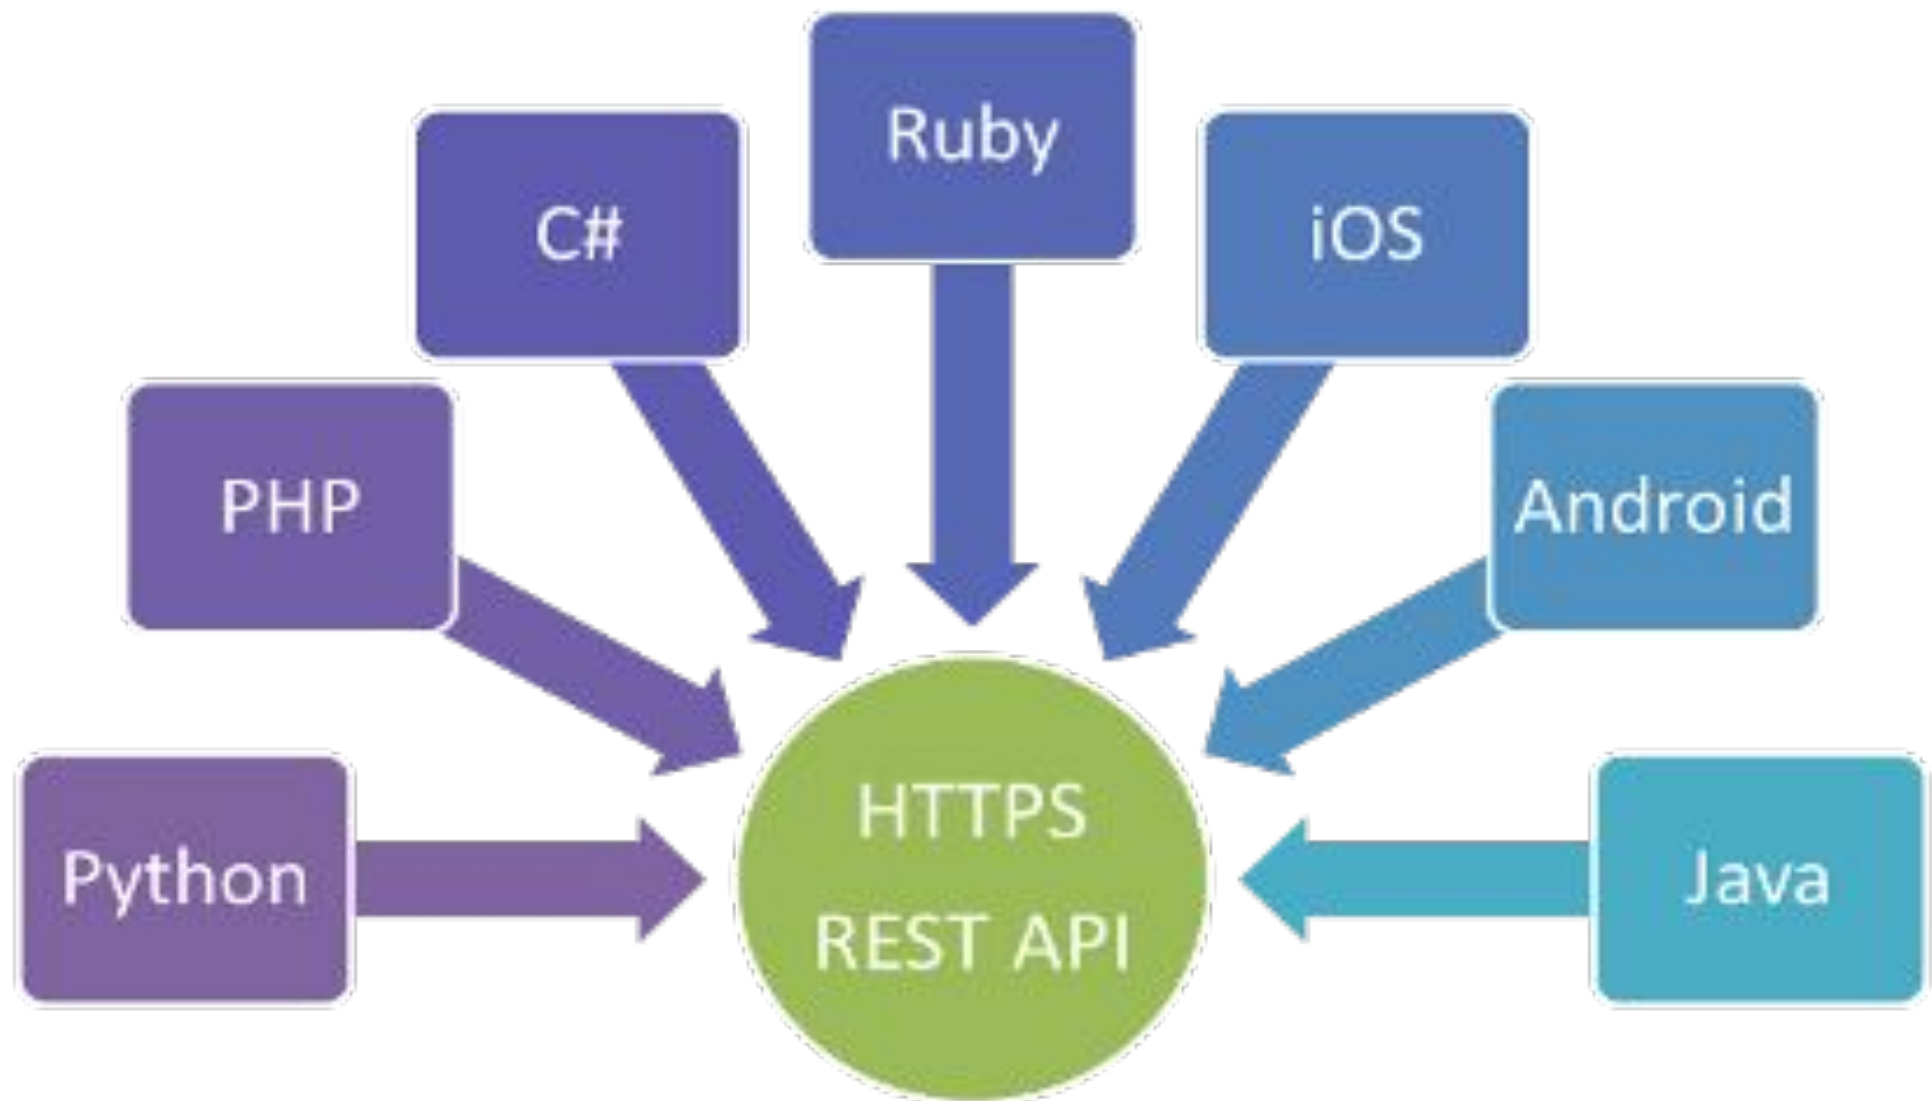 Ruby
C#
iOS
PHP
Android
Python
HTTPS
REST API
Java